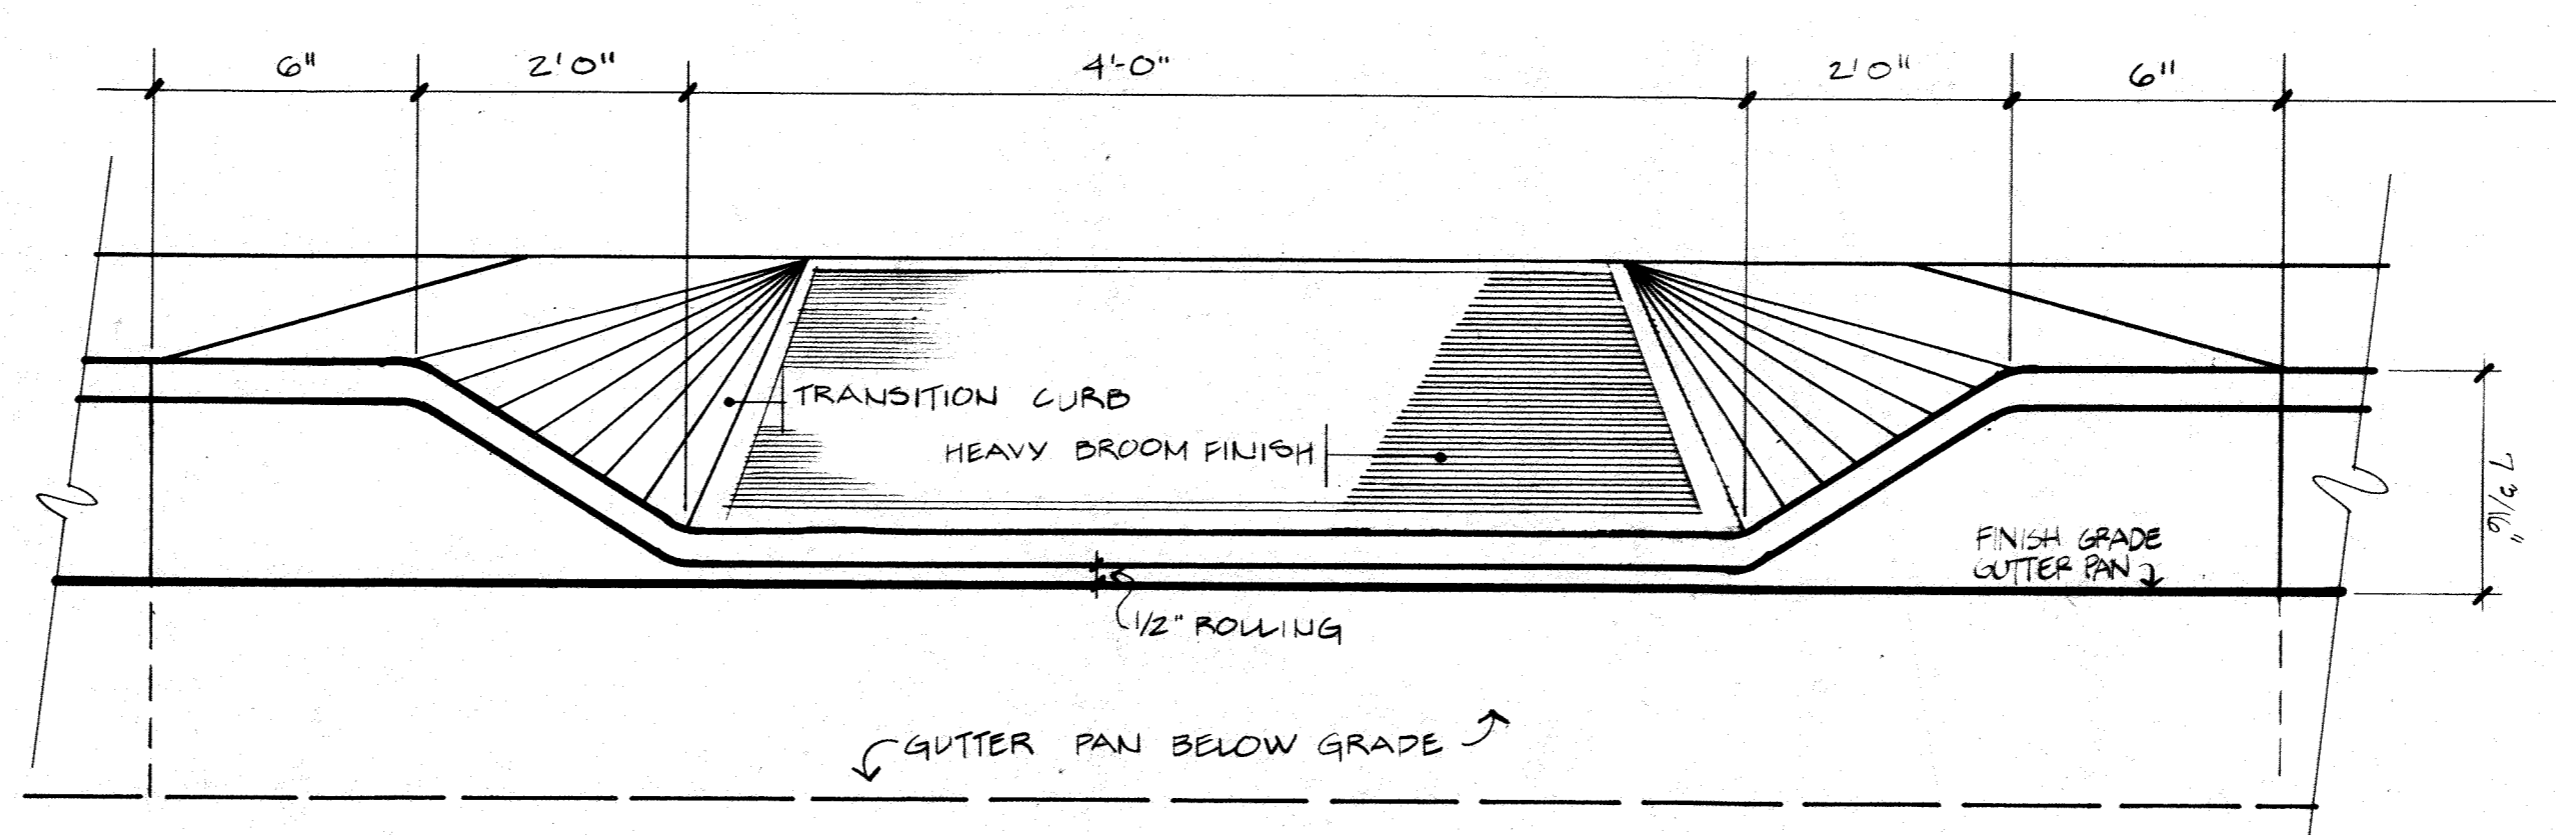 6" 2'0" 4'-0" 2'0" 6"
TRANSITION CURB
HEAVY BROOM FINISH
7 3/16"
FINISH GRADE
GUTTER PAN
1/2" ROLLING
GUTTER PAN BELOW GRADE